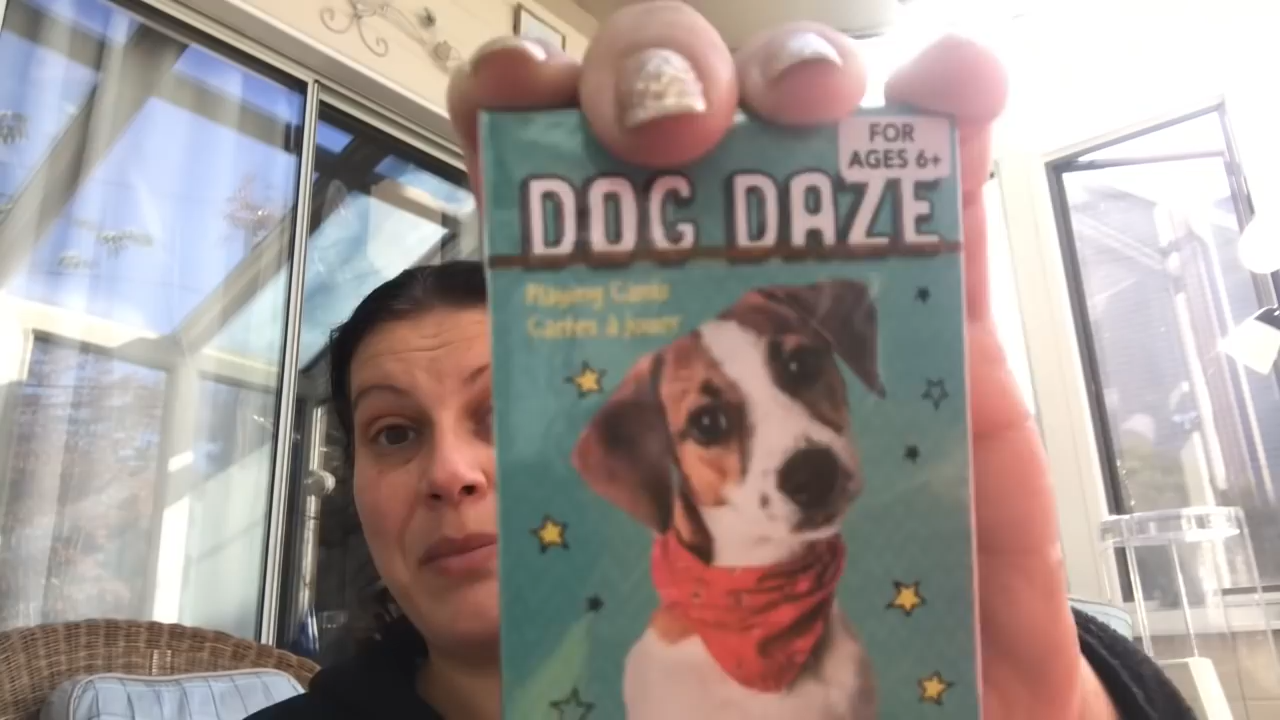 FOR
AGES 6+
DOG DAZE
Playing Cards
Cartes à jouer